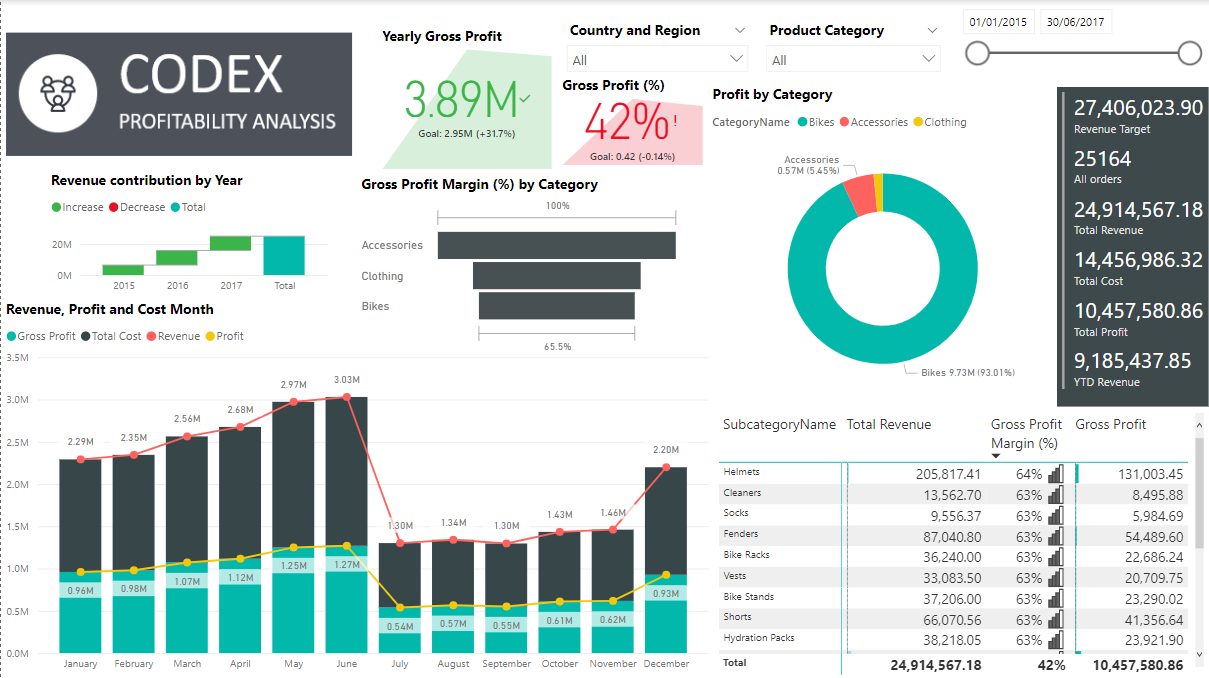 CODEX
PROFITABILITY ANALYSIS
Yearly Gross Profit
3.89M
Goal: 2.95M (+31.7%)
Country and Region
All
Product Category
All
01/01/2015
30/06/2017
Gross Profit (%)
42%!
Goal: 0.42 (-0.14%)
Profit by Category
CategoryName Bikes Accessories Clothing
Accessories
0.57M (5.45%)
Bikes 9.73M (93.01%)
27,406,023.90
Revenue Target
25164
All orders
24,914,567.18
Total Revenue
14,456,986.32
Total Cost
10,457,580.86
Total Profit
9,185,437.85
YTD Revenue
Revenue contribution by Year
Increase Decrease Total
20M
0M
2015 2016 2017 Total
Gross Profit Margin (%) by Category
100%
Accessories
Clothing
Bikes
65.5%
Revenue, Profit and Cost Month
Gross Profit Total Cost Revenue Profit
3.5M
3.0M
2.5M
2.0M
1.5M
1.0M
0.5M
0.0M
2.29M 2.35M 2.56M 2.68M 2.97M 3.03M 1.30M 1.34M 1.30M 1.43M 1.46M 2.20M
0.96M 0.98M 1.07M 1.12M 1.25M 1.27M 0.54M 0.57M 0.55M 0.61M 0.62M 0.93M
January February March April May June July August September October November December
SubcategoryName Total Revenue Gross Profit Margin (%) Gross Profit
Helmets 205,817.41 64% 131,003.45
Cleaners 13,562.70 63% 8,495.88
Socks 9,556.37 63% 5,984.69
Fenders 87,040.80 63% 54,489.60
Bike Racks 36,240.00 63% 22,686.24
Vests 33,083.50 63% 20,709.75
Bike Stands 37,206.00 63% 23,290.02
Shorts 66,070.56 63% 41,356.64
Hydration Packs 38,218.05 63% 23,921.90
Total 24,914,567.18 42% 10,457,580.86